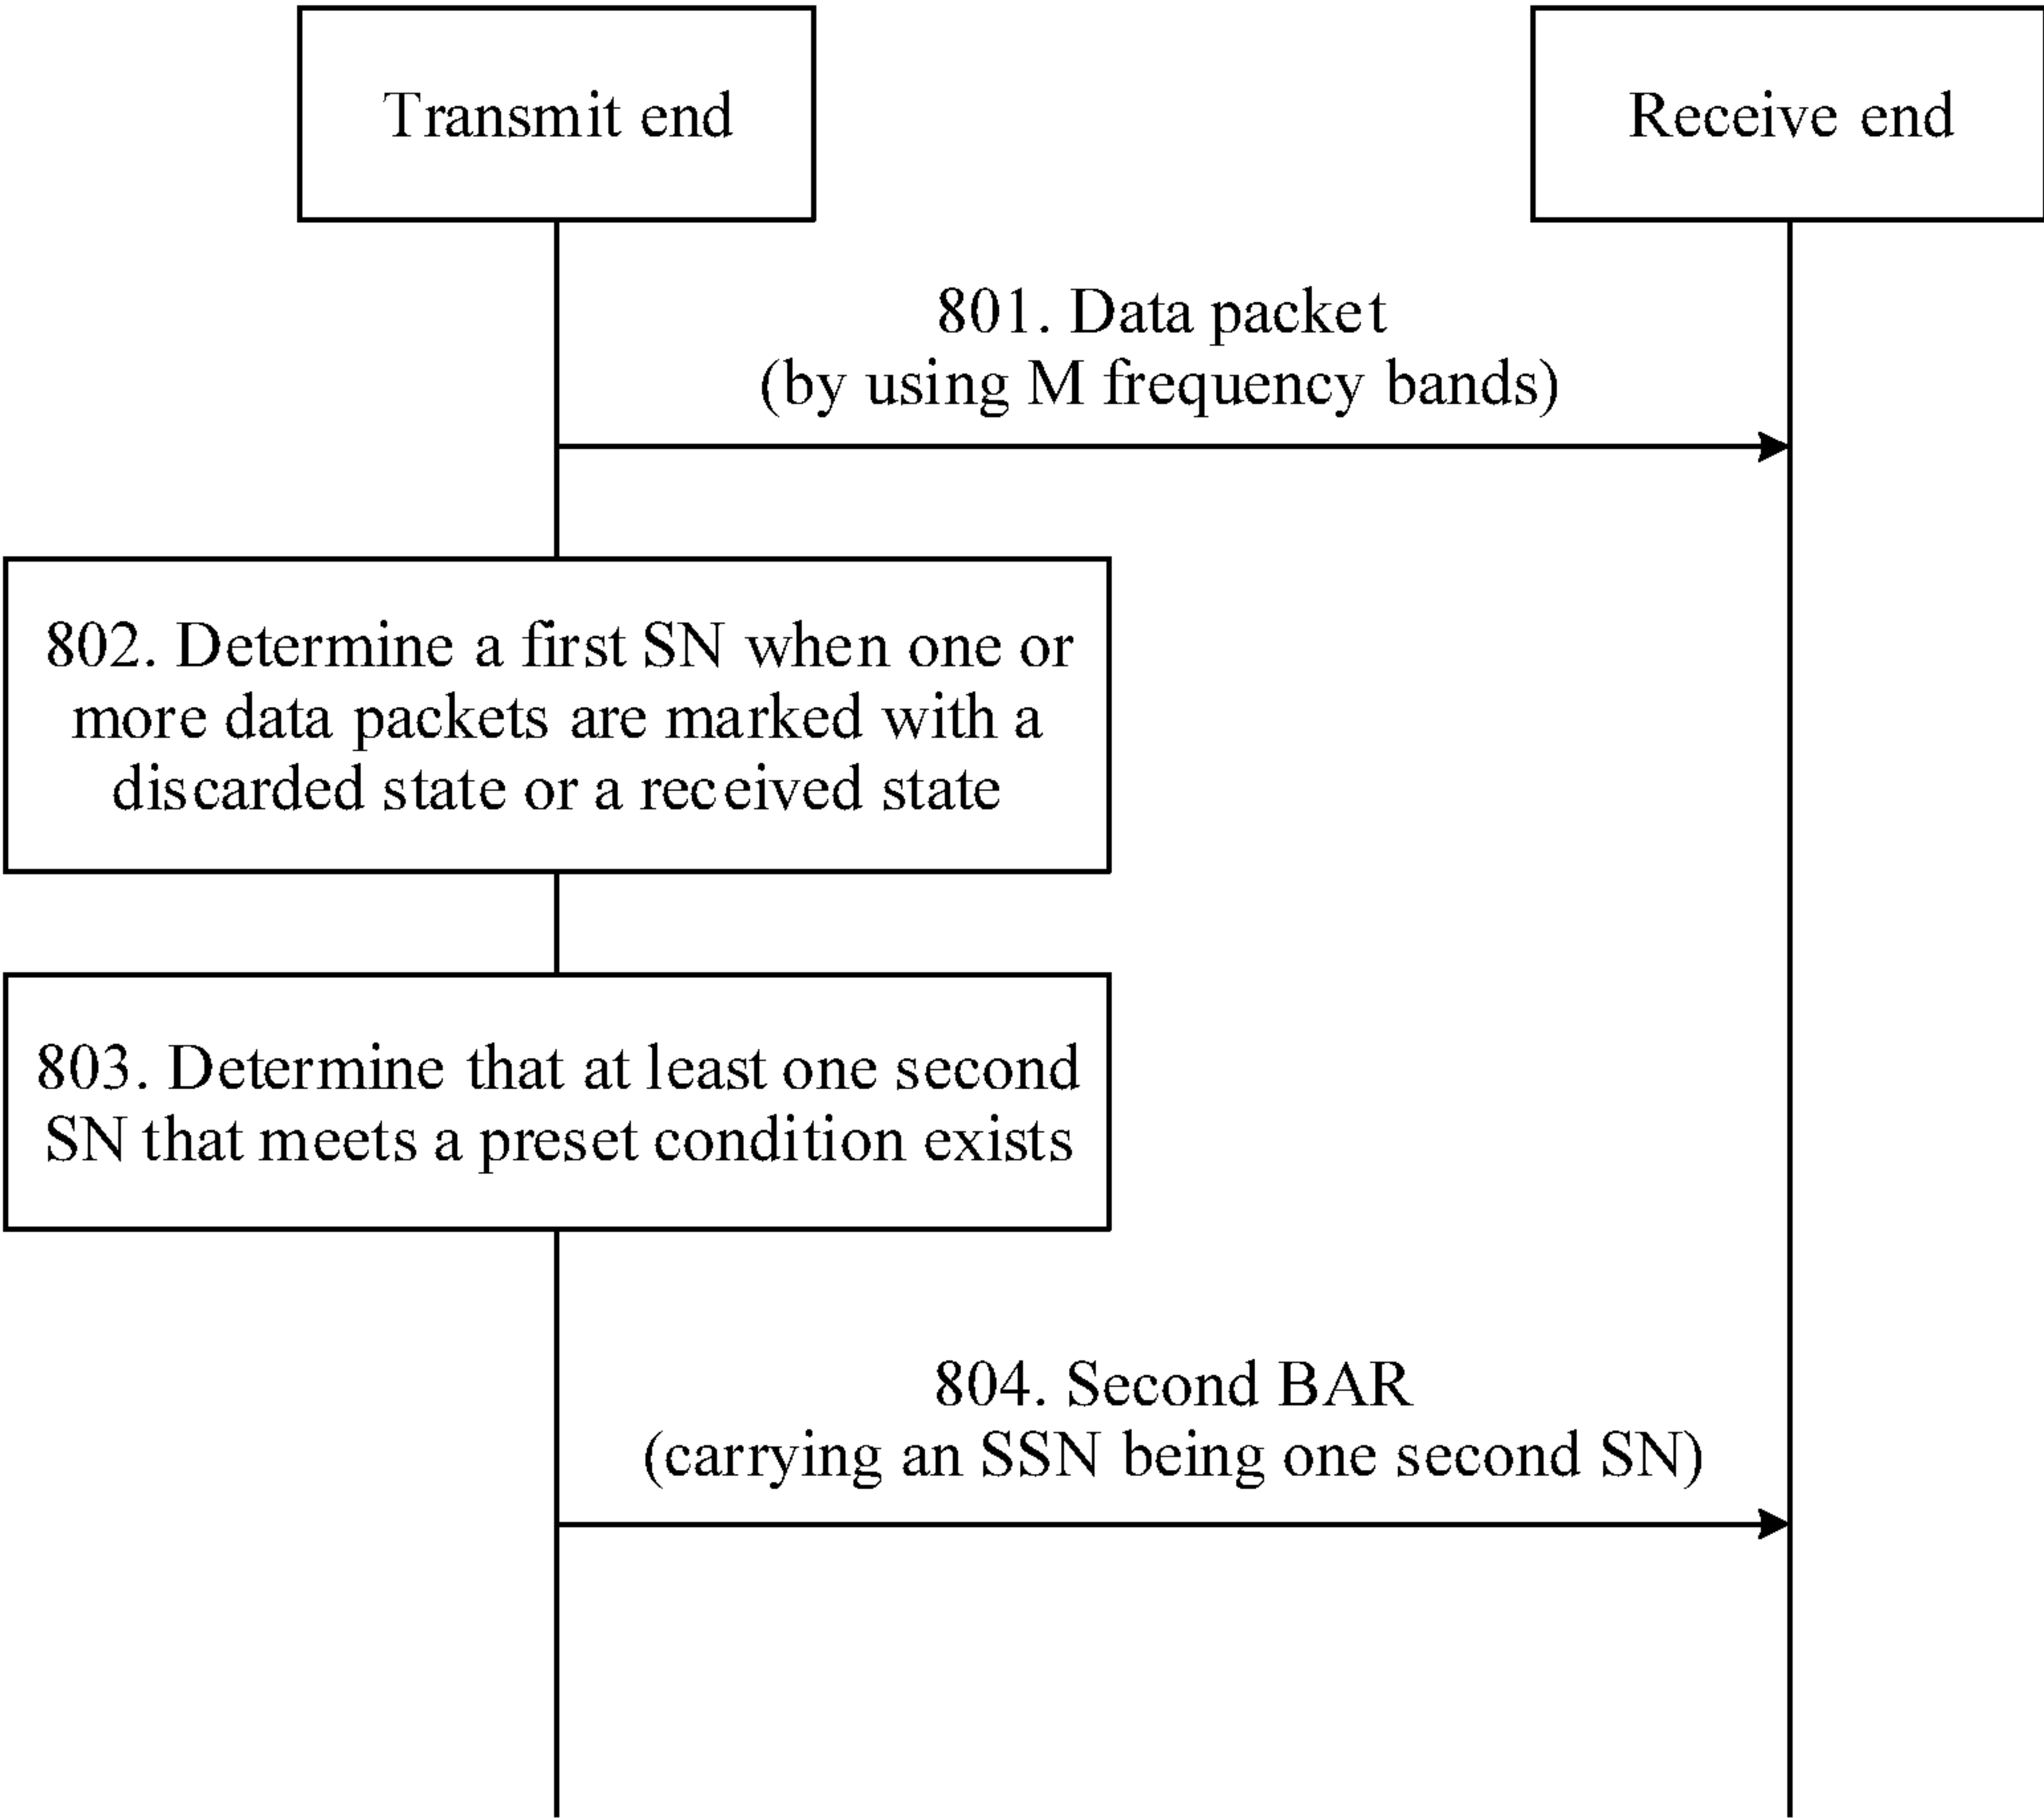 Transmit end
Receive end
801. Data packet
(by using M frequency bands)
802. Determine a first SN when one or
more data packets are marked with a
discarded state or a received state
803. Determine that at least one second
SN that meets a preset condition exists
804. Second BAR
(carrying an SSN being one second SN)